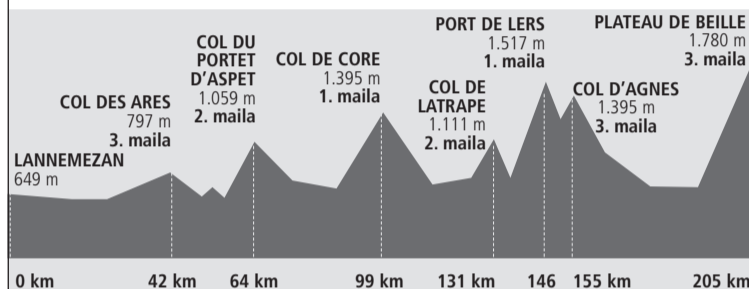 LANNEMEZAN
649 m
COL DES ARES
797 m
3. maila
COL DU
PORTET
D'ASPET
1.059 m
2. maila
COL DE CORE
1.395 m
1. maila
COL DE
LATRAPE
1.111 m
2. maila
PORT DE LERS
1.517 m
1. maila
COL D'AGNES
1.395 m
3. maila
PLATEAU DE BEILLE
1.780 m
3. maila
0 km 42 km 64 km 99 km 131 km 146 155 km 205 km